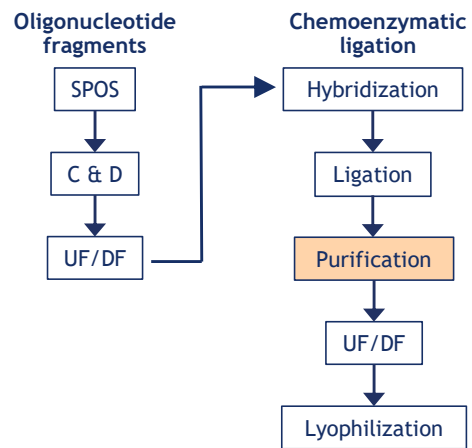 Oligonucleotide
fragments
SPOS
C & D
UF/DF
Chemoenzymatic
ligation
Hybridization
Ligation
Purification
UF/DF
Lyophilization